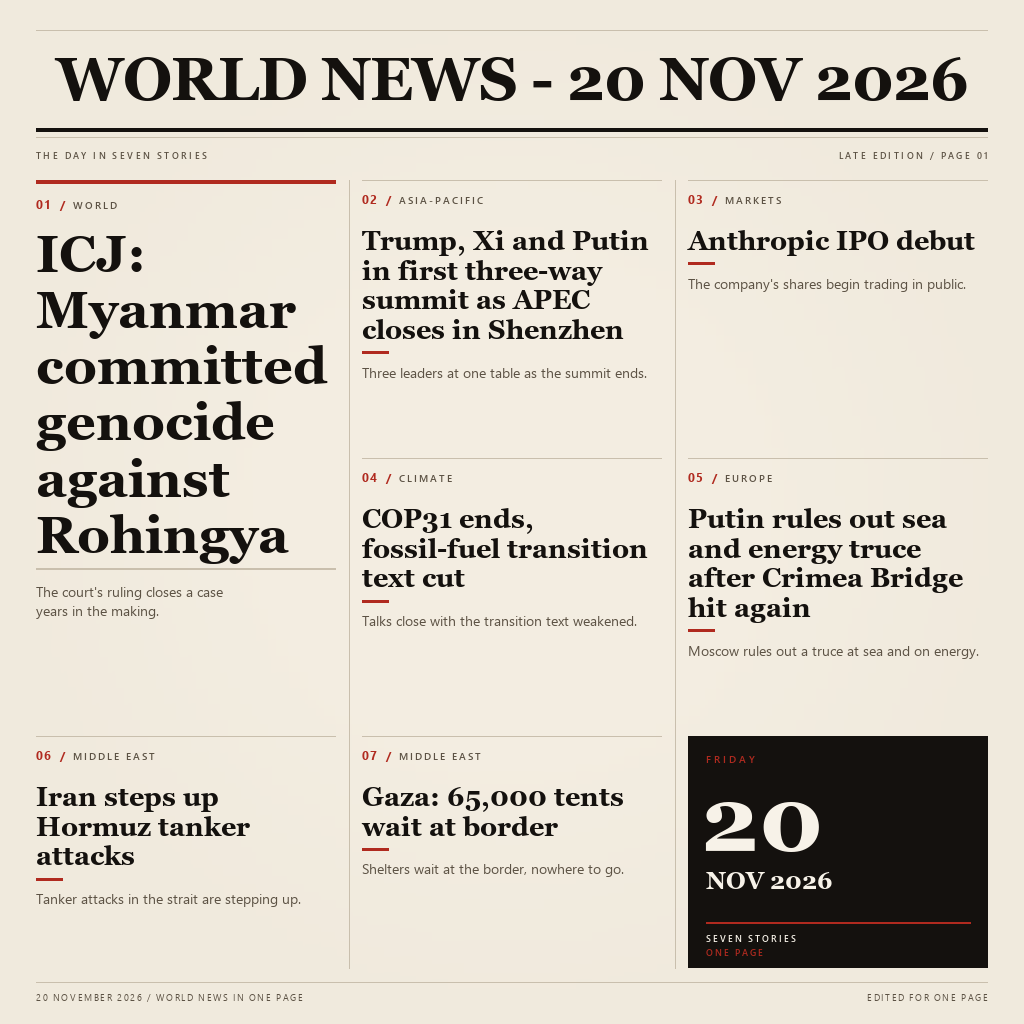 WORLD NEWS - 20 NOV 2026
THE DAY IN SEVEN STORIES
LATE EDITION / PAGE 01
01 / WORLD
ICJ:
Myanmar
committed
genocide
against
Rohingya
The court's ruling closes a case
years in the making.
02 / ASIA-PACIFIC
Trump, Xi and Putin
in first three-way
summit as APEC
closes in Shenzhen
Three leaders at one table as the summit ends.
03 / MARKETS
Anthropic IPO debut
The company's shares begin trading in public.
04 / CLIMATE
COP31 ends,
fossil-fuel transition
text cut
Talks close with the transition text weakened.
05 / EUROPE
Putin rules out sea
and energy truce
after Crimea Bridge
hit again
Moscow rules out a truce at sea and on energy.
06 / MIDDLE EAST
Iran steps up
Hormuz tanker
attacks
Tanker attacks in the strait are stepping up.
07 / MIDDLE EAST
Gaza: 65,000 tents
wait at border
Shelters wait at the border, nowhere to go.
FRIDAY
20
NOV 2026
SEVEN STORIES
ONE PAGE
20 NOVEMBER 2026 / WORLD NEWS IN ONE PAGE
EDITED FOR ONE PAGE